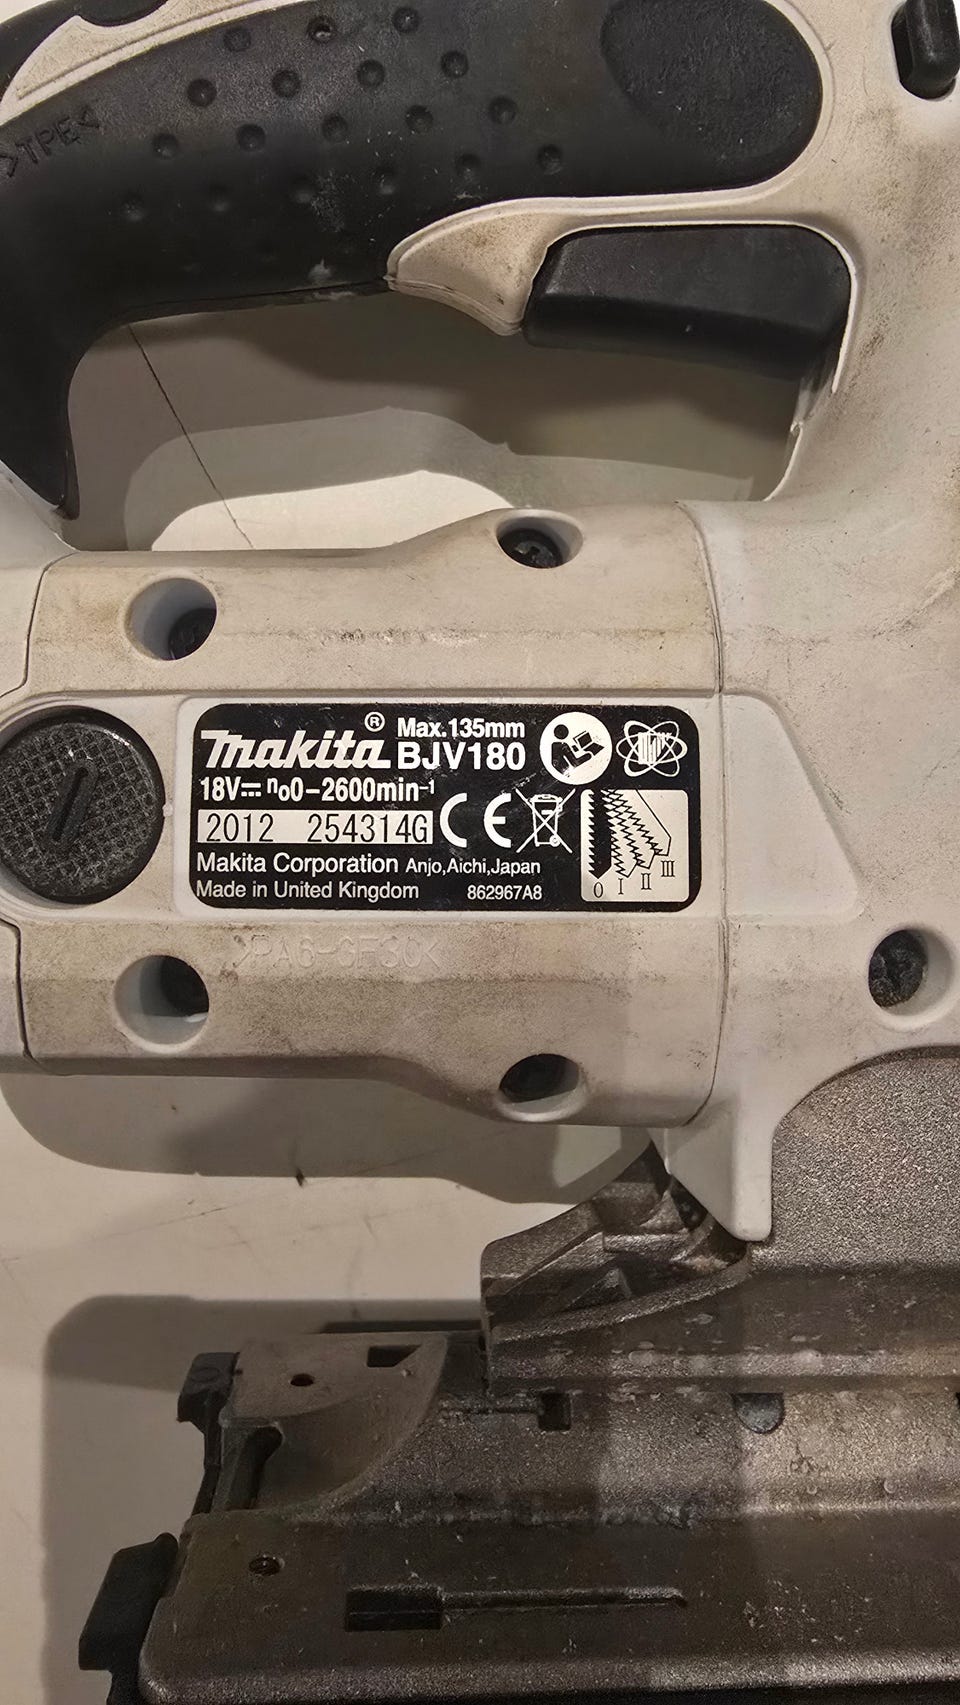 >TPE<
makita® Max.135mm
BJV180
18V⎓ n₀0-2600min⁻¹
2012 254314G CE
Makita Corporation Anjo,Aichi,Japan
Made in United Kingdom 862967A8
0 I II III
>PA6-GF30<